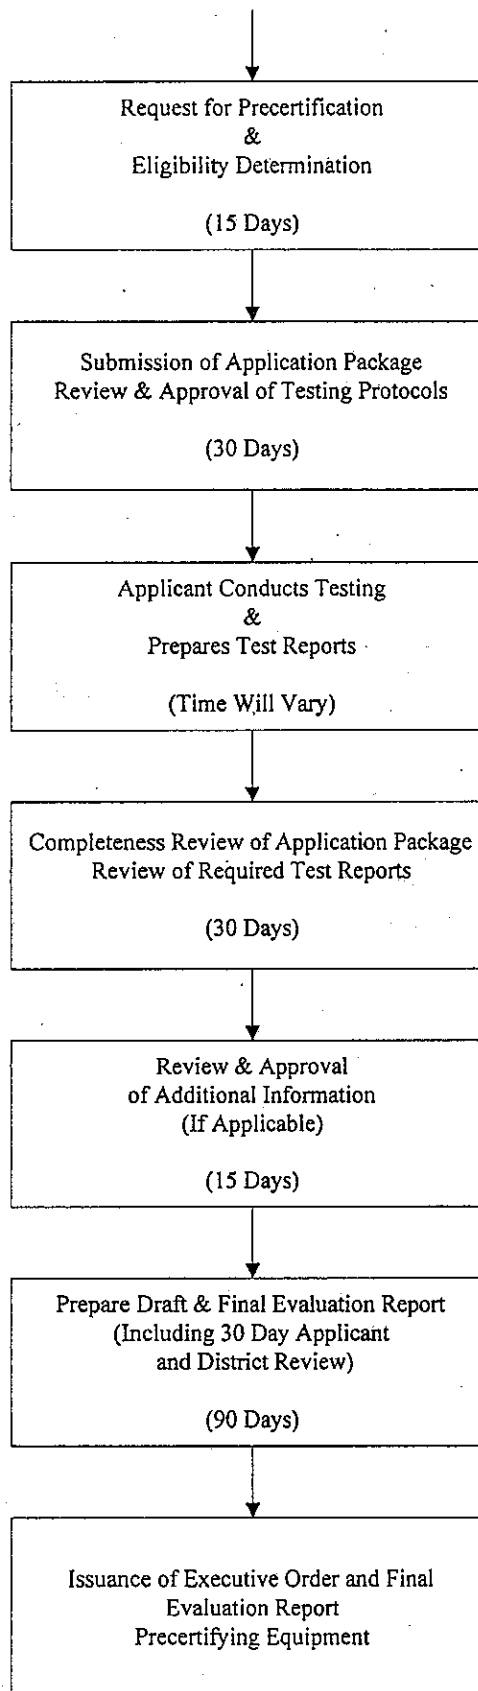 Request for Precertification
&
Eligibility Determination
(15 Days)
Submission of Application Package
Review & Approval of Testing Protocols
(30 Days)
Applicant Conducts Testing
&
Prepares Test Reports
(Time Will Vary)
Completeness Review of Application Package
Review of Required Test Reports
(30 Days)
Review & Approval
of Additional Information
(If Applicable)
(15 Days)
Prepare Draft & Final Evaluation Report
(Including 30 Day Applicant
and District Review)
(90 Days)
Issuance of Executive Order and Final
Evaluation Report
Precertifying Equipment